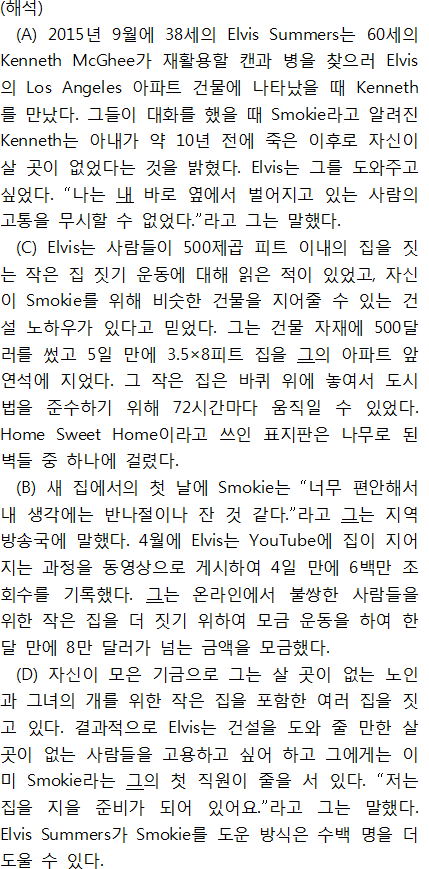 (해석)
(A) 2015년 9월에 38세의 Elvis Summers는 60세의
Kenneth McGhee가 재활용할 캔과 병을 찾으러 Elvis
의 Los Angeles 아파트 건물에 나타났을 때 Kenneth
를 만났다. 그들이 대화를 했을 때 Smokie라고 알려진
Kenneth는 아내가 약 10년 전에 죽은 이후로 자신이
살 곳이 없었다는 것을 밝혔다. Elvis는 그를 도와주고
싶었다. “나는 내 바로 옆에서 벌어지고 있는 사람의
고통을 무시할 수 없었다.”라고 그는 말했다.
(C) Elvis는 사람들이 500제곱 피트 이내의 집을 짓
는 작은 집 짓기 운동에 대해 읽은 적이 있었고, 자신
이 Smokie를 위해 비슷한 건물을 지어줄 수 있는 건
설 노하우가 있다고 믿었다. 그는 건물 자재에 500달
러를 썼고 5일 만에 3.5×8피트 집을 그의 아파트 앞
연석에 지었다. 그 작은 집은 바퀴 위에 놓여서 도시
법을 준수하기 위해 72시간마다 움직일 수 있었다.
Home Sweet Home이라고 쓰인 표지판은 나무로 된
벽들 중 하나에 걸렸다.
(B) 새 집에서의 첫 날에 Smokie는 “너무 편안해서
내 생각에는 반나절이나 잔 것 같다.”라고 그는 지역
방송국에 말했다. 4월에 Elvis는 YouTube에 집이 지어
지는 과정을 동영상으로 게시하여 4일 만에 6백만 조
회수를 기록했다. 그는 온라인에서 불쌍한 사람들을
위한 작은 집을 더 짓기 위하여 모금 운동을 하여 한
달 만에 8만 달러가 넘는 금액을 모금했다.
(D) 자신이 모은 기금으로 그는 살 곳이 없는 노인
과 그녀의 개를 위한 작은 집을 포함한 여러 집을 짓
고 있다. 결과적으로 Elvis는 건설을 도와 줄 만한 살
곳이 없는 사람들을 고용하고 싶어 하고 그에게는 이
미 Smokie라는 그의 첫 직원이 줄을 서 있다. “저는
집을 지을 준비가 되어 있어요.”라고 그는 말했다.
Elvis Summers가 Smokie를 도운 방식은 수백 명을 더
도울 수 있다.